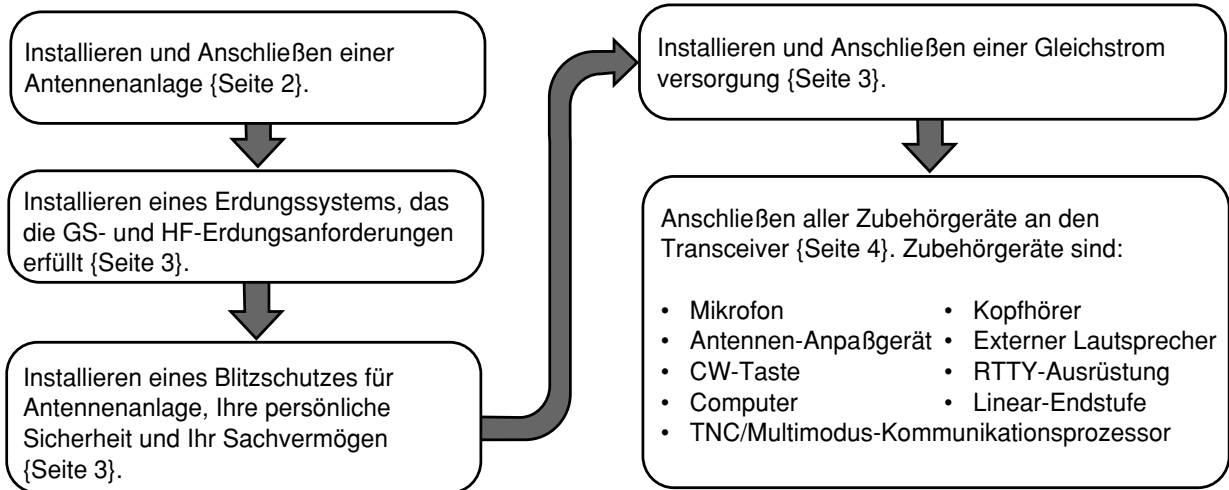 Installieren und Anschließen einer
Antennenanlage {Seite 2}.
Installieren eines Erdungssystems, das
die GS- und HF-Erdungsanforderungen
erfüllt {Seite 3}.
Installieren eines Blitzschutzes für
Antennenanlage, Ihre persönliche
Sicherheit und Ihr Sachvermögen
{Seite 3}.
Installieren und Anschließen einer Gleichstrom
versorgung {Seite 3}.
Anschließen aller Zubehörgeräte an den
Transceiver {Seite 4}. Zubehörgeräte sind:
• Mikrofon
• Antennen-Anpaßgerät
• CW-Taste
• Computer
• TNC/Multimodus-Kommunikationsprozessor
• Kopfhörer
• Externer Lautsprecher
• RTTY-Ausrüstung
• Linear-Endstufe